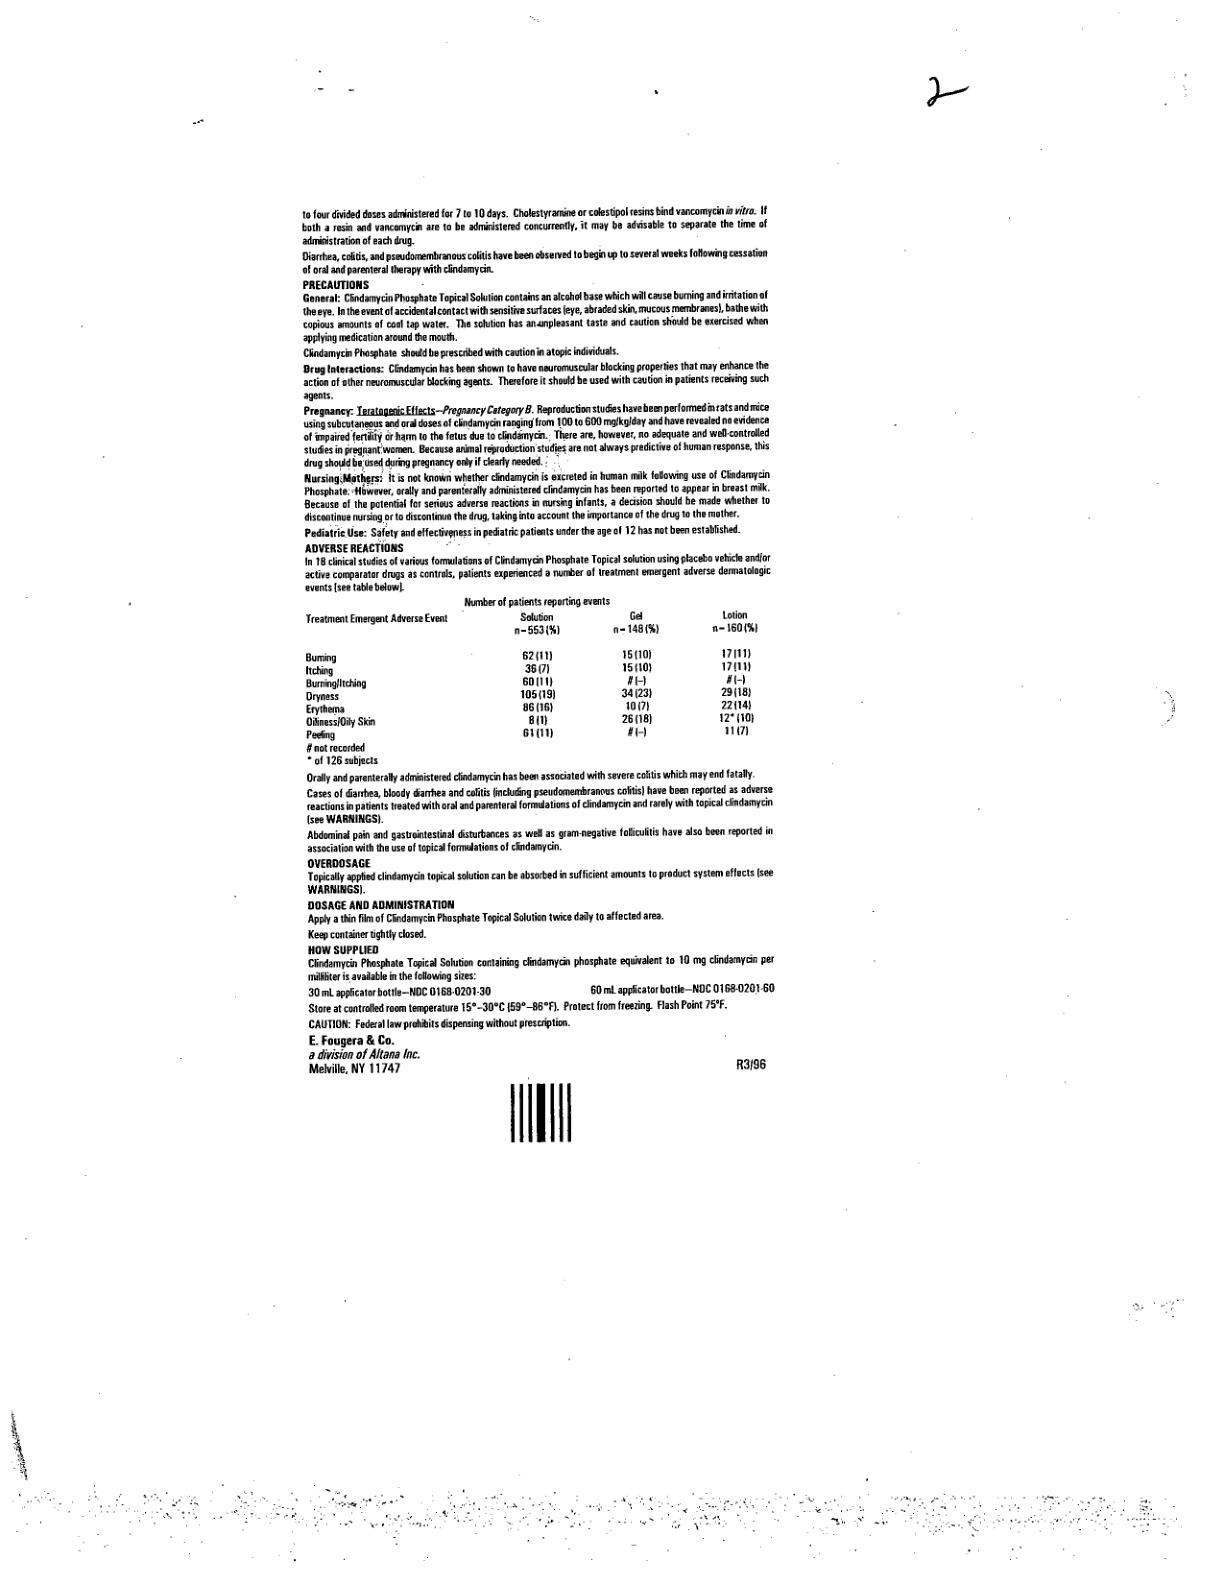 2
to four divided doses administered for 7 to 10 days. Cholestyramine or colestipol resins bind vancomycin in vitro. If
both a resin and vancomycin are to be administered concurrently, it may be advisable to separate the time of
administration of each drug.
Diarrhea, colitis, and pseudomembranous colitis have been observed to begin up to several weeks following cessation
of oral and parenteral therapy with clindamycin.
PRECAUTIONS
General: Clindamycin Phosphate Topical Solution contains an alcohol base which will cause burning and irritation of
the eye. In the event of accidental contact with sensitive surfaces (eye, abraded skin, mucous membranes), bathe with
copious amounts of cool tap water. The solution has an unpleasant taste and caution should be exercised when
applying medication around the mouth.
Clindamycin Phosphate should be prescribed with caution in atopic individuals.
Drug Interactions: Clindamycin has been shown to have neuromuscular blocking properties that may enhance the
action of other neuromuscular blocking agents. Therefore it should be used with caution in patients receiving such
agents.
Pregnancy: Teratogenic Effects—Pregnancy Category B. Reproduction studies have been performed in rats and mice
using subcutaneous and oral doses of clindamycin ranging from 100 to 600 mg/kg/day and have revealed no evidence
of impaired fertility or harm to the fetus due to clindamycin. There are, however, no adequate and well-controlled
studies in pregnant women. Because animal reproduction studies are not always predictive of human response, this
drug should be used during pregnancy only if clearly needed.
Nursing Mothers: It is not known whether clindamycin is excreted in human milk following use of Clindamycin
Phosphate. However, orally and parenterally administered clindamycin has been reported to appear in breast milk.
Because of the potential for serious adverse reactions in nursing infants, a decision should be made whether to
discontinue nursing or to discontinue the drug, taking into account the importance of the drug to the mother.
Pediatric Use: Safety and effectiveness in pediatric patients under the age of 12 has not been established.
ADVERSE REACTIONS
In 18 clinical studies of various formulations of Clindamycin Phosphate Topical solution using placebo vehicle and/or
active comparator drugs as controls, patients experienced a number of treatment emergent adverse dermatologic
events (see table below).
Number of patients reporting events
Treatment Emergent Adverse Event Solution Gel Lotion
n=553 (%) n=148 (%) n=160 (%)
Burning 62 (11) 15 (10) 17 (11)
Itching 36 (7) 15 (10) 17 (11)
Burning/Itching 60 (11) # (–) # (–)
Dryness 105 (19) 34 (23) 29 (18)
Erythema 86 (16) 10 (7) 22 (14)
Oiliness/Oily Skin 8 (1) 26 (18) 12* (10)
Peeling 61 (11) # (–) 11 (7)
# not recorded
* of 126 subjects
Orally and parenterally administered clindamycin has been associated with severe colitis which may end fatally.
Cases of diarrhea, bloody diarrhea and colitis (including pseudomembranous colitis) have been reported as adverse
reactions in patients treated with oral and parenteral formulations of clindamycin and rarely with topical clindamycin
(see WARNINGS).
Abdominal pain and gastrointestinal disturbances as well as gram-negative folliculitis have also been reported in
association with the use of topical formulations of clindamycin.
OVERDOSAGE
Topically applied clindamycin topical solution can be absorbed in sufficient amounts to product system effects (see
WARNINGS).
DOSAGE AND ADMINISTRATION
Apply a thin film of Clindamycin Phosphate Topical Solution twice daily to affected area.
Keep container tightly closed.
HOW SUPPLIED
Clindamycin Phosphate Topical Solution containing clindamycin phosphate equivalent to 10 mg clindamycin per
milliliter is available in the following sizes:
30 mL applicator bottle—NDC 0168-0201-30 60 mL applicator bottle—NDC 0168-0201-60
Store at controlled room temperature 15°–30°C (59°–86°F). Protect from freezing. Flash Point 75°F.
CAUTION: Federal law prohibits dispensing without prescription.
E. Fougera & Co.
a division of Altana Inc.
Melville, NY 11747 R3/96